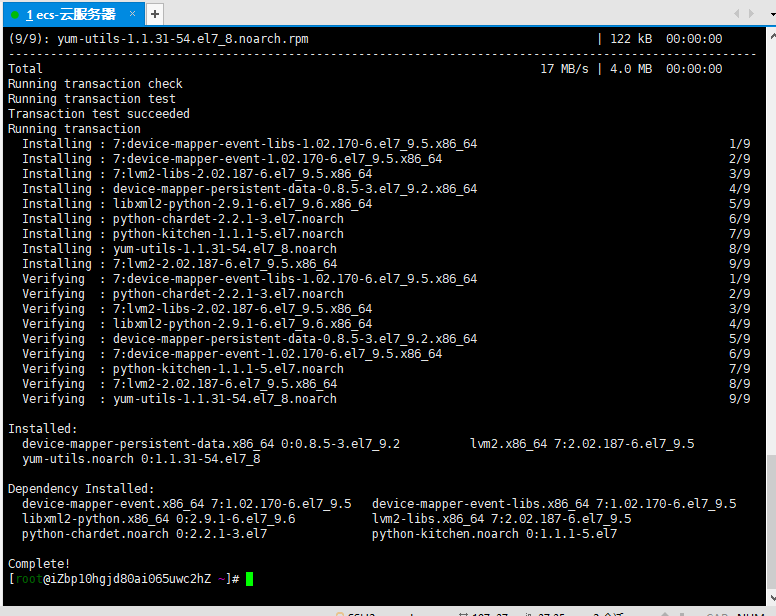 1 ecs-云服务器 × +
(9/9): yum-utils-1.1.31-54.el7_8.noarch.rpm | 122 kB 00:00:00
--------------------------------------------------------------------------------
Total 17 MB/s | 4.0 MB 00:00:00
Running transaction check
Running transaction test
Transaction test succeeded
Running transaction
Installing : 7:device-mapper-event-libs-1.02.170-6.el7_9.5.x86_64 1/9
Installing : 7:device-mapper-event-1.02.170-6.el7_9.5.x86_64 2/9
Installing : 7:lvm2-libs-2.02.187-6.el7_9.5.x86_64 3/9
Installing : device-mapper-persistent-data-0.8.5-3.el7_9.2.x86_64 4/9
Installing : libxml2-python-2.9.1-6.el7_9.6.x86_64 5/9
Installing : python-chardet-2.2.1-3.el7.noarch 6/9
Installing : python-kitchen-1.1.1-5.el7.noarch 7/9
Installing : yum-utils-1.1.31-54.el7_8.noarch 8/9
Installing : 7:lvm2-2.02.187-6.el7_9.5.x86_64 9/9
Verifying : 7:device-mapper-event-libs-1.02.170-6.el7_9.5.x86_64 1/9
Verifying : python-chardet-2.2.1-3.el7.noarch 2/9
Verifying : 7:lvm2-libs-2.02.187-6.el7_9.5.x86_64 3/9
Verifying : libxml2-python-2.9.1-6.el7_9.6.x86_64 4/9
Verifying : device-mapper-persistent-data-0.8.5-3.el7_9.2.x86_64 5/9
Verifying : 7:device-mapper-event-1.02.170-6.el7_9.5.x86_64 6/9
Verifying : python-kitchen-1.1.1-5.el7.noarch 7/9
Verifying : 7:lvm2-2.02.187-6.el7_9.5.x86_64 8/9
Verifying : yum-utils-1.1.31-54.el7_8.noarch 9/9
Installed:
device-mapper-persistent-data.x86_64 0:0.8.5-3.el7_9.2 lvm2.x86_64 7:2.02.187-6.el7_9.5
yum-utils.noarch 0:1.1.31-54.el7_8
Dependency Installed:
device-mapper-event.x86_64 7:1.02.170-6.el7_9.5 device-mapper-event-libs.x86_64 7:1.02.170-6.el7_9.5
libxml2-python.x86_64 0:2.9.1-6.el7_9.6 lvm2-libs.x86_64 7:2.02.187-6.el7_9.5
python-chardet.noarch 0:2.2.1-3.el7 python-kitchen.noarch 0:1.1.1-5.el7
Complete!
[root@iZbp10hgjd80ai065uwc2hZ ~]#